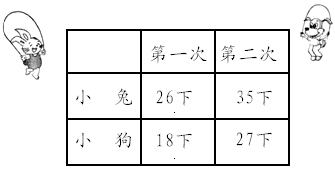 第一次 第二次
小 兔 26下 35下
小 狗 18下 27下